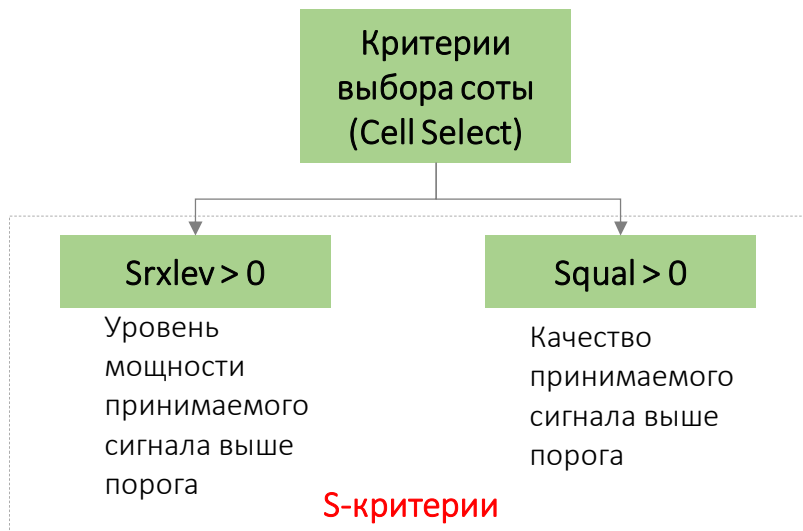 Критерии
выбора соты
(Cell Select)
Srxlev > 0
Squal > 0
Уровень
мощности
принимаемого
сигнала выше
порога
Качество
принимаемого
сигнала выше
порога
S-критерии